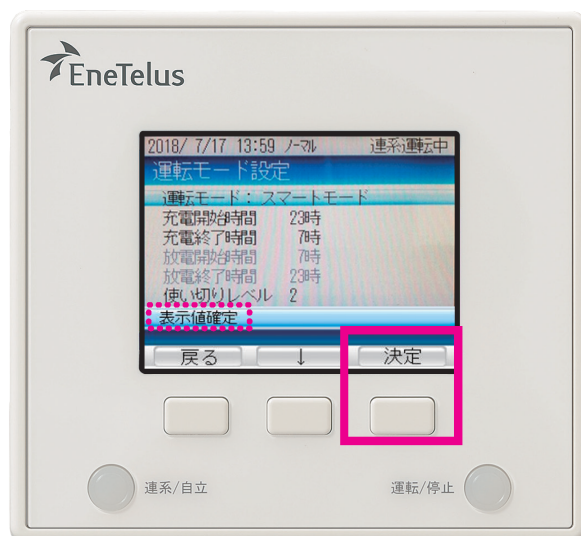 EneTelus
2018/ 7/17 13:59 ノーマル 連系運転中
運転モード設定
運転モード: スマートモード
充電開始時間 23時
充電終了時間 7時
放電開始時間 7時
放電終了時間 23時
使い切りレベル 2
表示値確定
戻る ↓ 決定
連系/自立 運転/停止